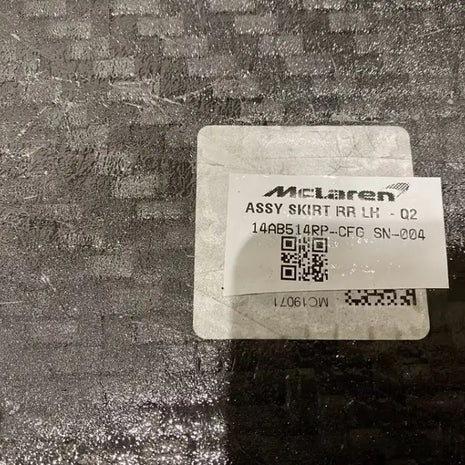 McLaren
ASSY SKIRT RR LH - Q2
14AB514RP-CFG SN-004
MC19071